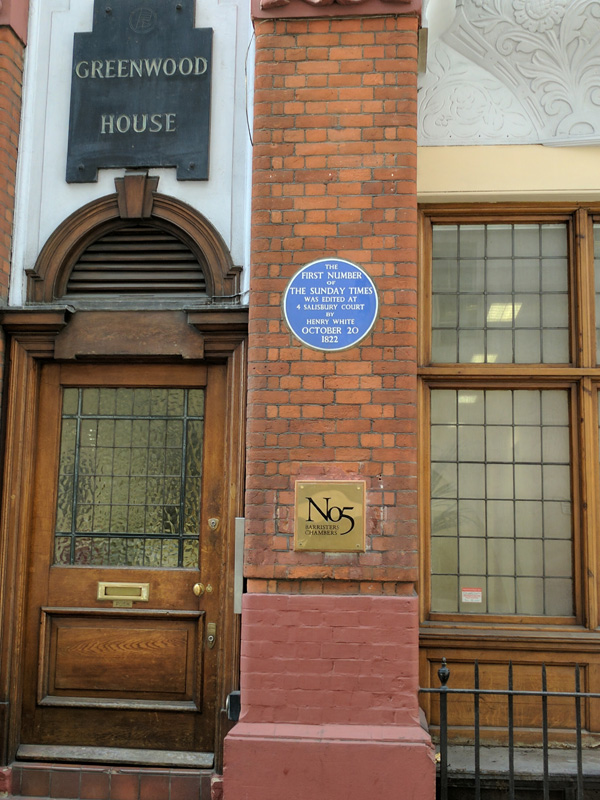 GREENWOOD
HOUSE
THE
FIRST NUMBER
OF
THE SUNDAY TIMES
WAS EDITED AT
4 SALISBURY COURT
BY
HENRY WHITE
OCTOBER 20
1822
No5
BARRISTERS
CHAMBERS